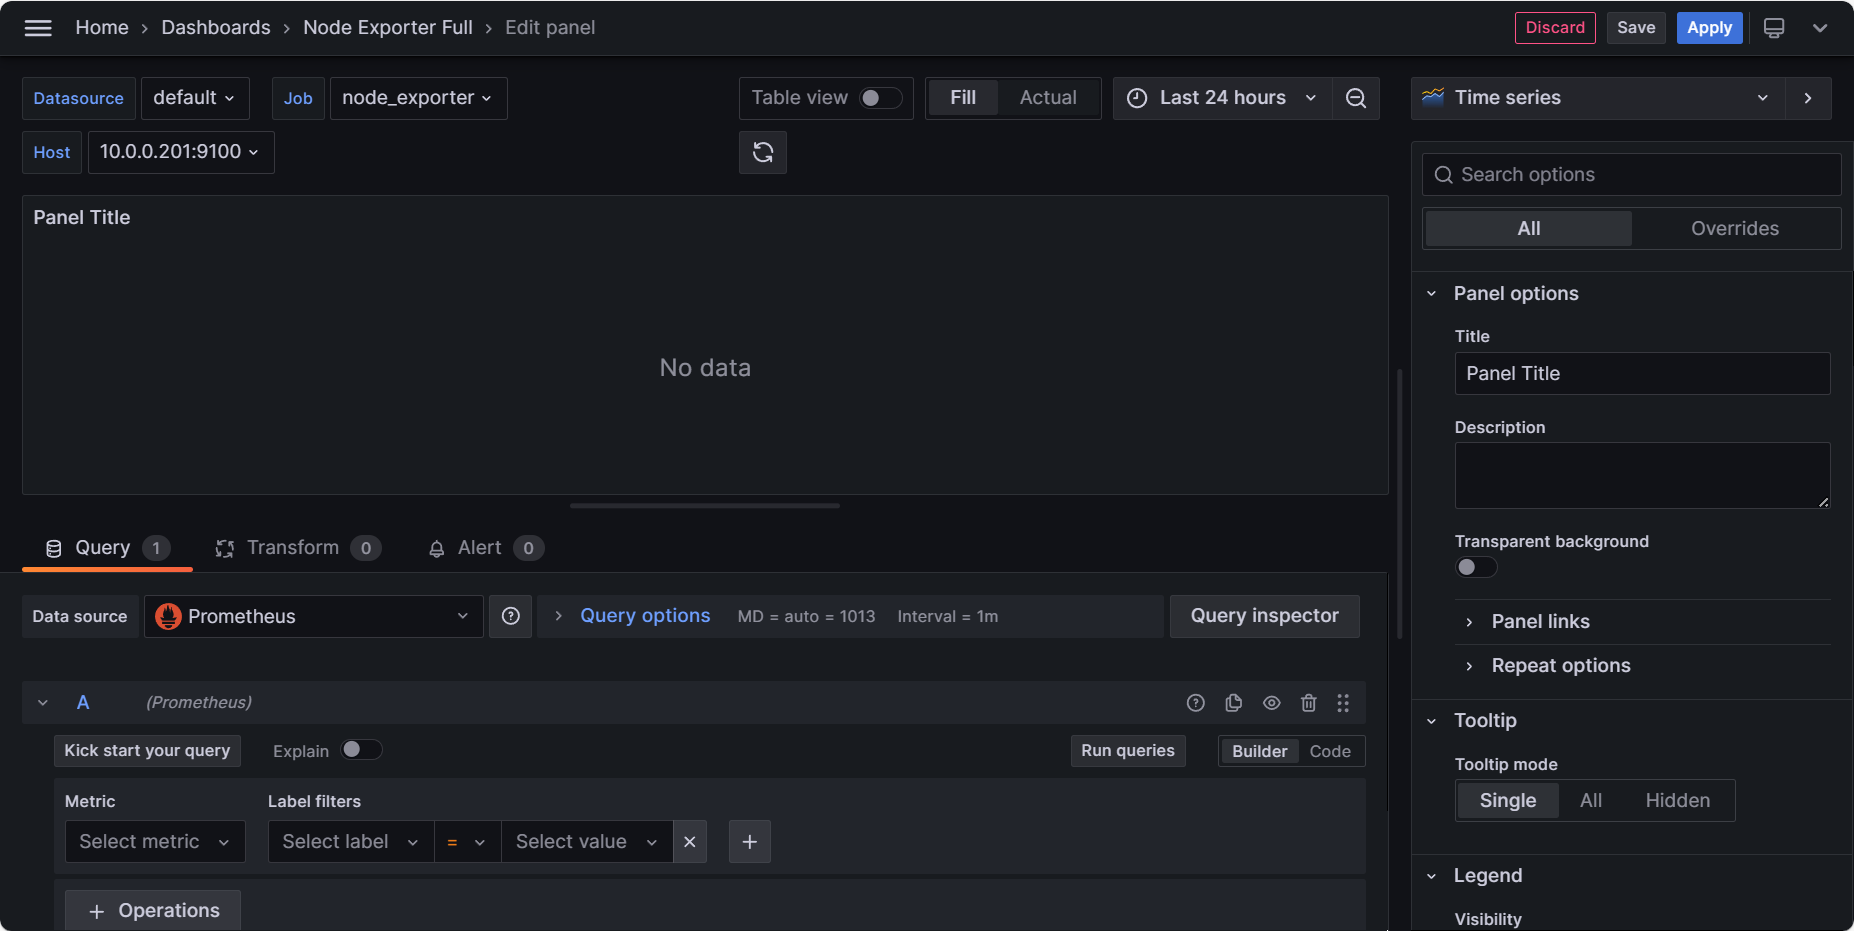 Home › Dashboards › Node Exporter Full › Edit panel
Discard Save Apply
Datasource default Job node_exporter
Table view Fill Actual Last 24 hours
Time series
Host 10.0.0.201:9100
Search options
All Overrides
Panel Title
No data
Panel options
Title
Panel Title
Description
Transparent background
Panel links
Repeat options
Tooltip
Tooltip mode
Single All Hidden
Legend
Visibility
Query 1 Transform 0 Alert 0
Data source Prometheus Query options MD = auto = 1013 Interval = 1m Query inspector
A (Prometheus)
Kick start your query Explain Run queries Builder Code
Metric Label filters
Select metric Select label = Select value
+ Operations